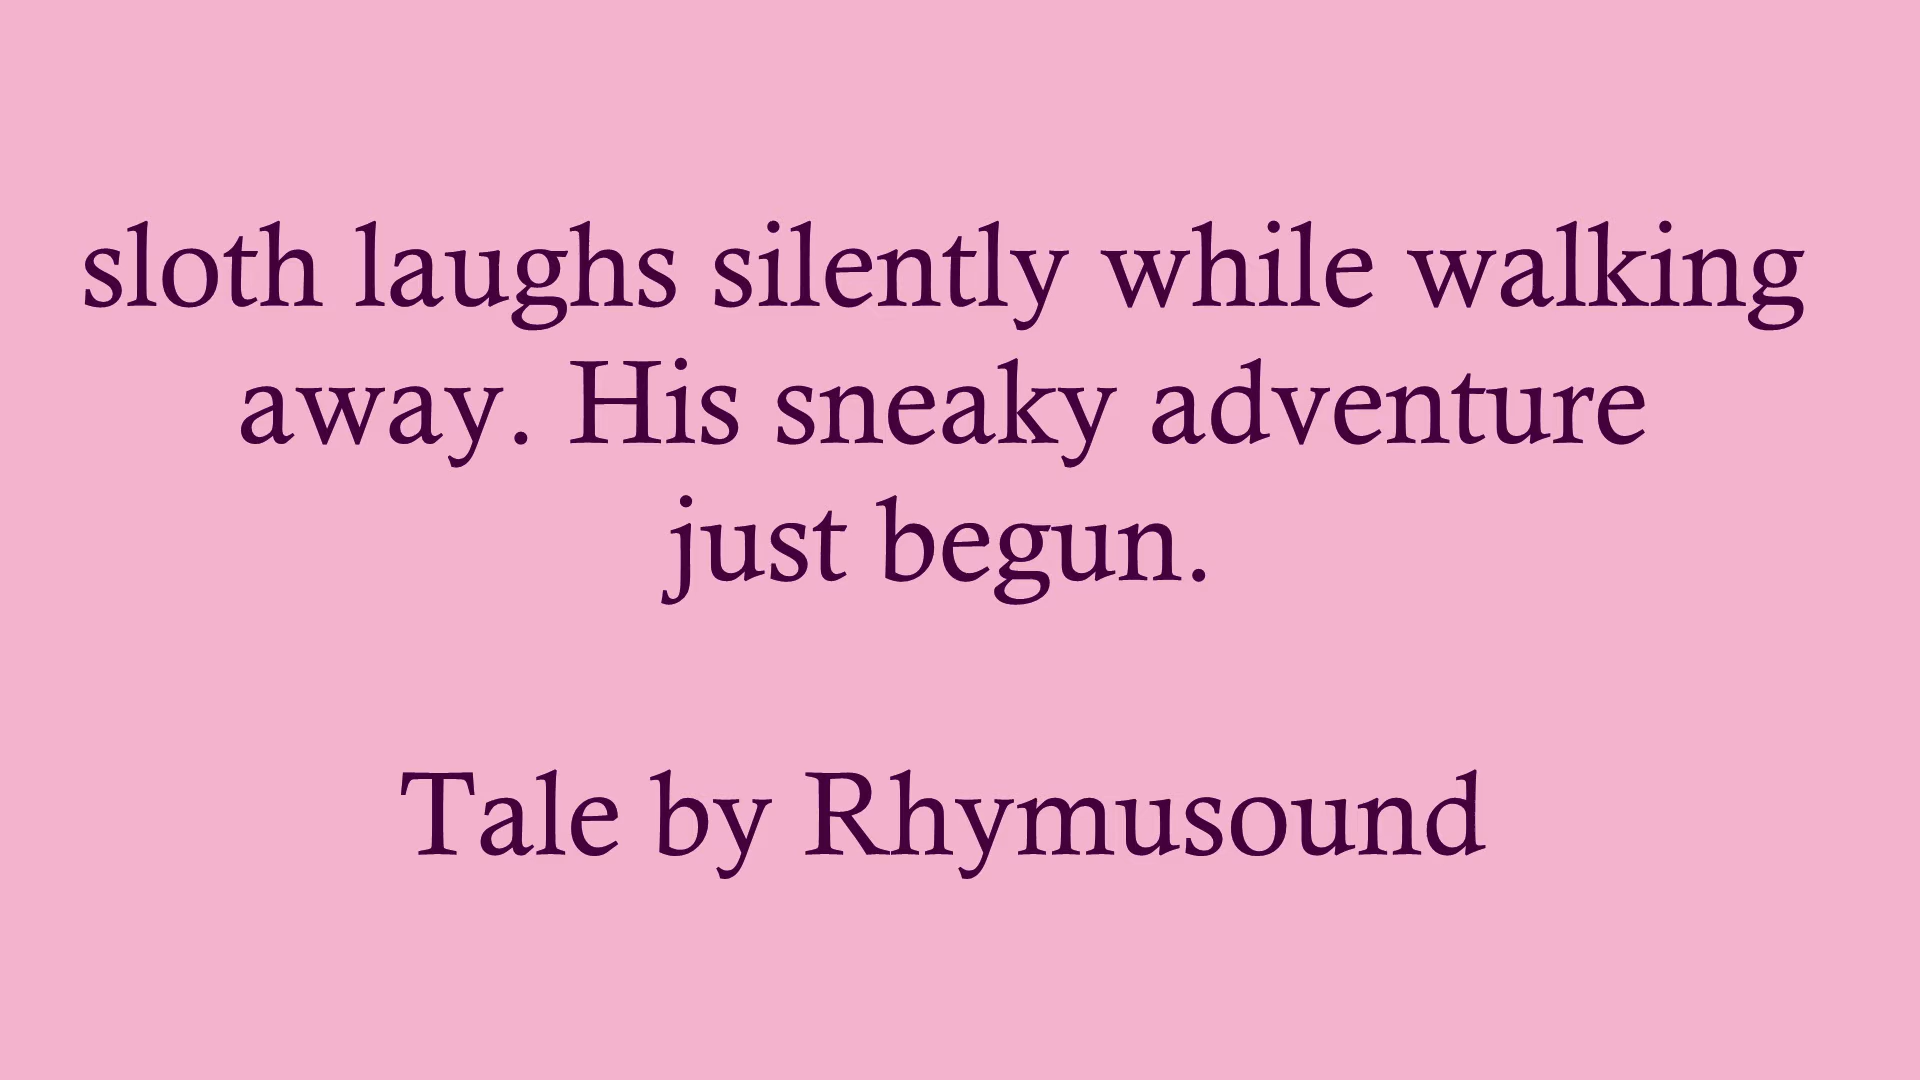 sloth laughs silently while walking
away. His sneaky adventure
just begun.
Tale by Rhymusound